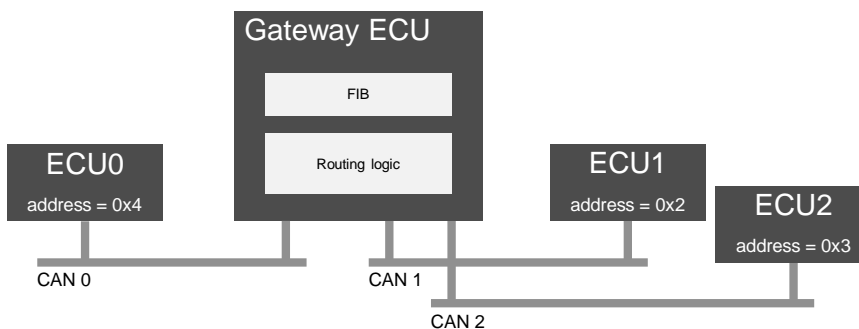 Gateway ECU
FIB
Routing logic
ECU0
address = 0x4
ECU1
address = 0x2
ECU2
address = 0x3
CAN 0
CAN 1
CAN 2